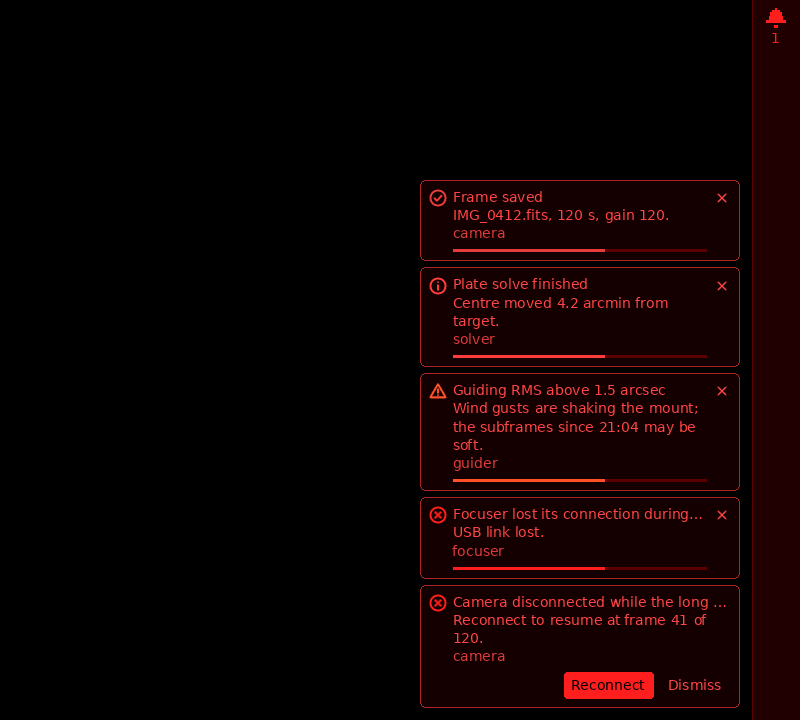 1
Frame saved
IMG_0412.fits, 120 s, gain 120.
camera
Plate solve finished
Centre moved 4.2 arcmin from
target.
solver
Guiding RMS above 1.5 arcsec
Wind gusts are shaking the mount;
the subframes since 21:04 may be
soft.
guider
Focuser lost its connection during…
USB link lost.
focuser
Camera disconnected while the long …
Reconnect to resume at frame 41 of
120.
camera
Reconnect Dismiss